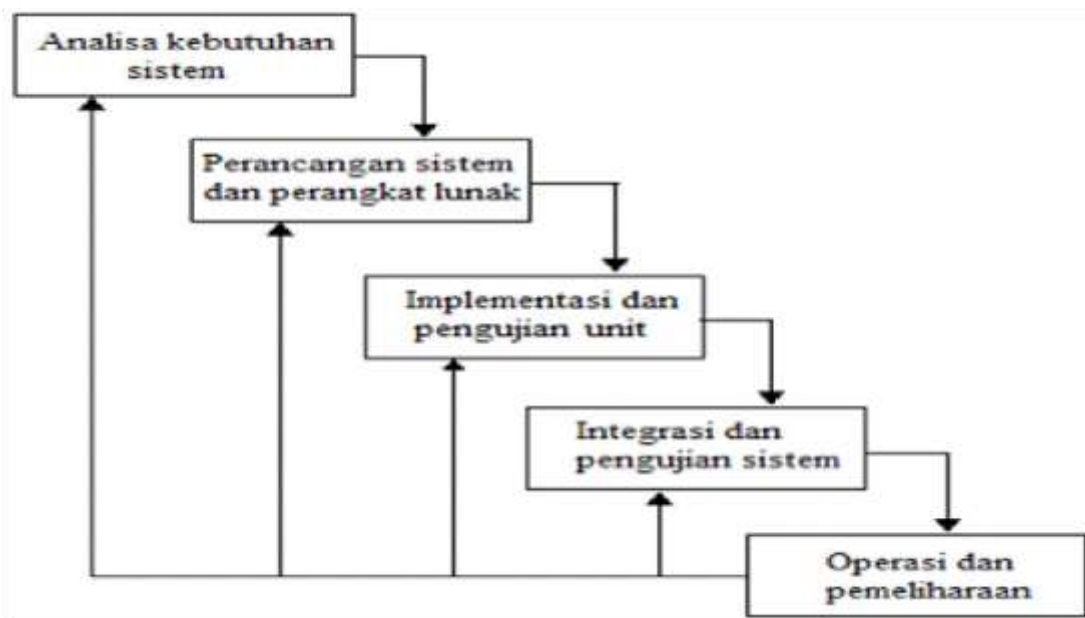 Analisa kebutuhan
sistem
Perancangan sistem
dan perangkat lunak
Implementasi dan
pengujian unit
Integrasi dan
pengujian sistem
Operasi dan
pemeliharaan